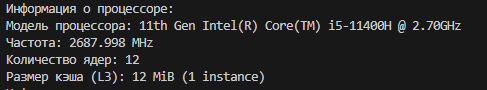 Информация о процессоре:
Модель процессора: 11th Gen Intel(R) Core(TM) i5-11400H @ 2.70GHz
Частота: 2687.998 MHz
Количество ядер: 12
Размер кэша (L3): 12 MiB (1 instance)